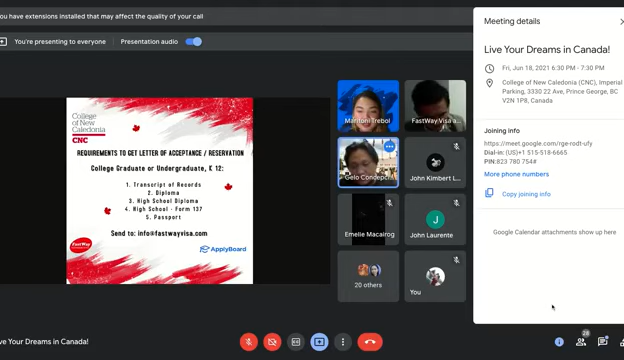 ou have extensions installed that may affect the quality of your call
You're presenting to everyone
Presentation audio
College
of New
Caledonia
CNC
REQUIREMENTS TO GET LETTER OF ACCEPTANCE / RESERVATION
College Graduate or Undergraduate, K 12:
1. Transcript of Records
2. Diploma
3. High School Diploma
4. High School - Form 137
5. Passport
Send to: info@fastwayvisa.com
FastWay
ApplyBoard
Maritoni Trebol
FastWay Visa a...
Gelo Concepci...
John Kimbert L...
Emelle Macairog
J
John Laurente
20 others
You
Meeting details
Live Your Dreams in Canada!
Fri, Jun 18, 2021 6:30 PM - 7:30 PM
College of New Caledonia (CNC), Imperial
Parking, 3330 22 Ave, Prince George, BC
V2N 1P8, Canada
Joining info
https://meet.google.com/rge-rodt-ufy
Dial-in: (US)+1 515-518-6665
PIN:823 780 754#
More phone numbers
Copy joining info
Google Calendar attachments show up here
ive Your Dreams in Canada!
28